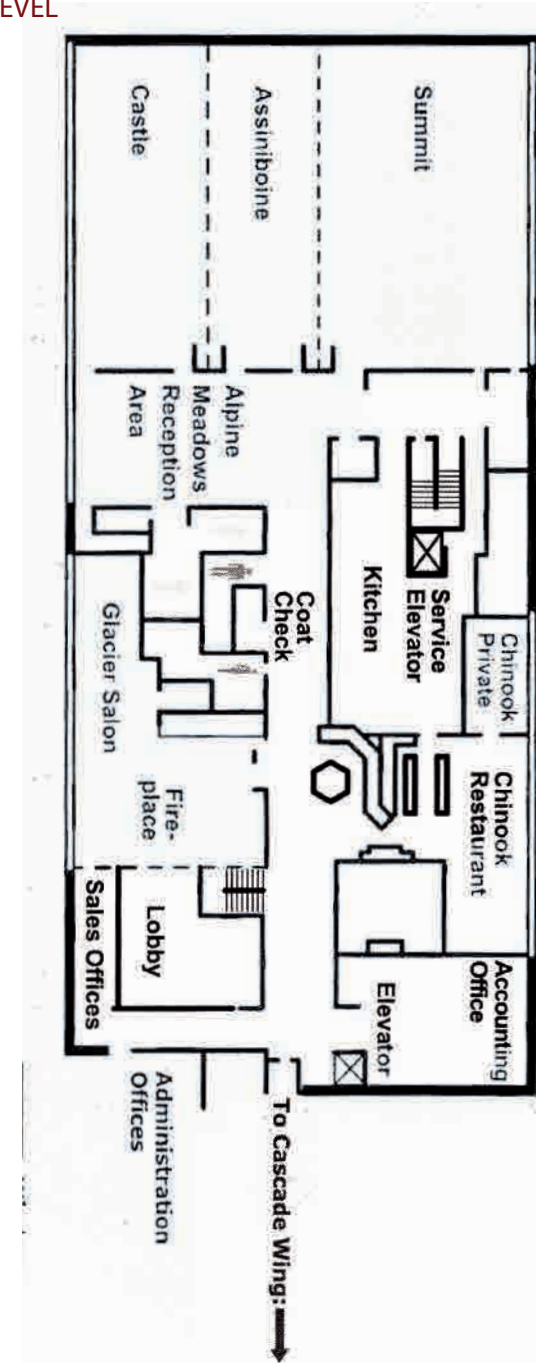 EVEL
Castle
Assiniboine
Summit
Alpine
Meadows
Reception
Area
Coat
Check
Kitchen
Service
Elevator
Chinook
Private
Glacier Salon
Fire-
place
Chinook
Restaurant
Sales Offices
Lobby
Elevator
Accounting
Office
Administration
Offices
To Cascade Wing: